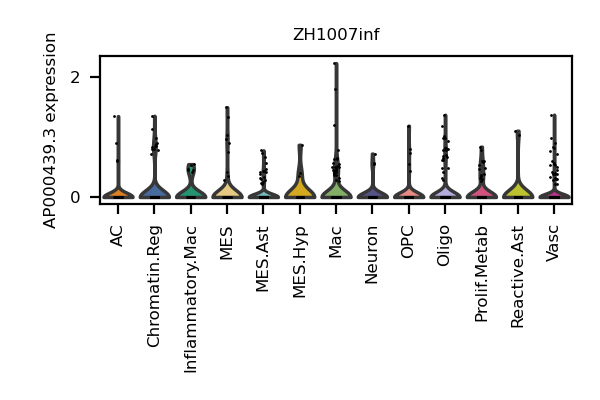 ZH1007inf
AP000439.3 expression
2
0
AC
Chromatin.Reg
Inflammatory.Mac
MES
MES.Ast
MES.Hyp
Mac
Neuron
OPC
Oligo
Prolif.Metab
Reactive.Ast
Vasc